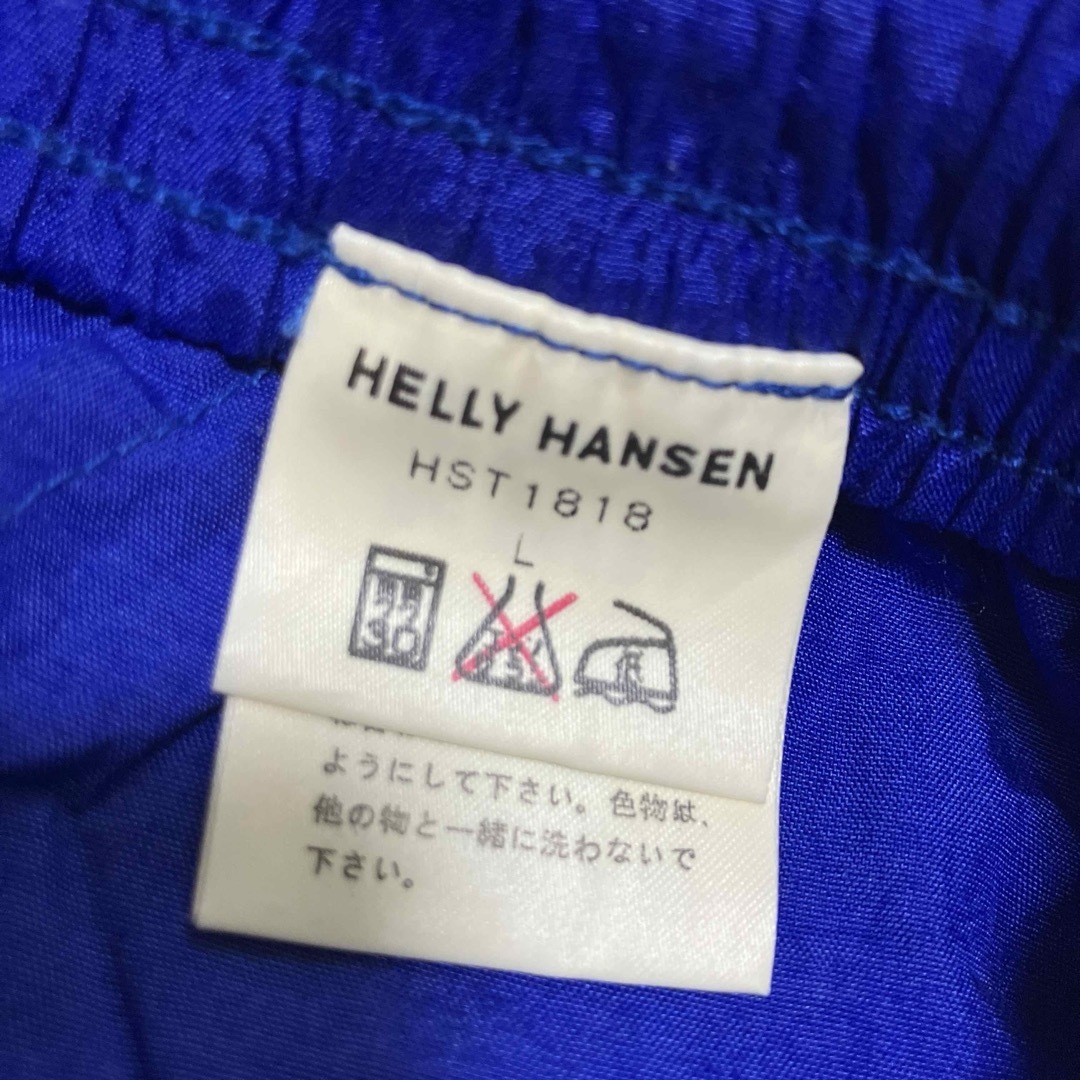 HELLY HANSEN
HST1818
L
30
ようにして下さい。色物は、
他の物と一緒に洗わないで
下さい。